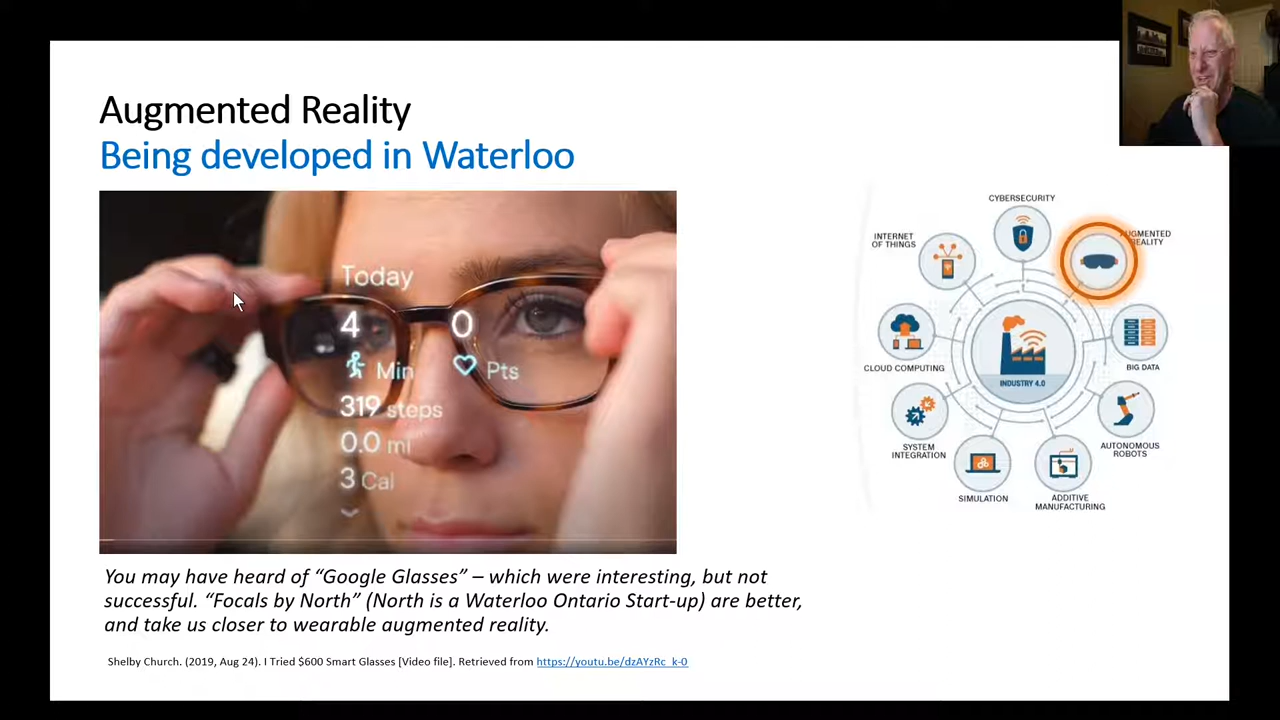 Augmented Reality
Being developed in Waterloo
Today
4 0
Min Pts
319 steps
0.0 mi
3 Cal
CYBERSECURITY
INTERNET
OF THINGS
AUGMENTED
REALITY
CLOUD COMPUTING
INDUSTRY 4.0
BIG DATA
SYSTEM
INTEGRATION
AUTONOMOUS
ROBOTS
SIMULATION
ADDITIVE
MANUFACTURING
You may have heard of “Google Glasses” – which were interesting, but not
successful. “Focals by North” (North is a Waterloo Ontario Start-up) are better,
and take us closer to wearable augmented reality.
Shelby Church. (2019, Aug 24). I Tried $600 Smart Glasses [Video file]. Retrieved from https://youtu.be/dzAYzRc_k-0